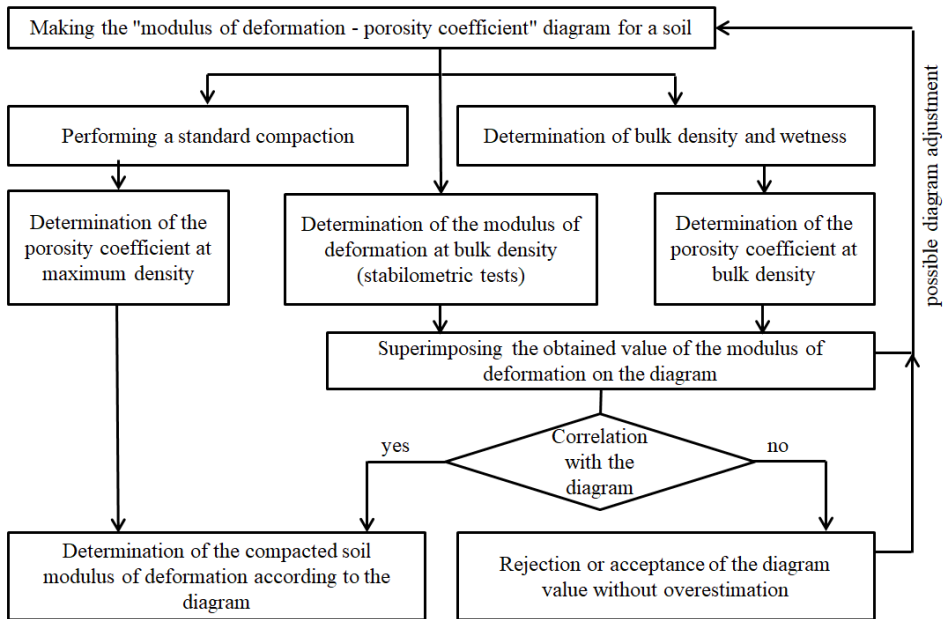 Making the "modulus of deformation - porosity coefficient" diagram for a soil
Performing a standard compaction
Determination of bulk density and wetness
Determination of the
porosity coefficient at
maximum density
Determination of the modulus of
deformation at bulk density
(stabilometric tests)
Determination of the
porosity coefficient at
bulk density
possible diagram adjustment
Superimposing the obtained value of the modulus of
deformation on the diagram
yes
Correlation
with the
diagram
no
Determination of the compacted soil
modulus of deformation according to the
diagram
Rejection or acceptance of the diagram
value without overestimation